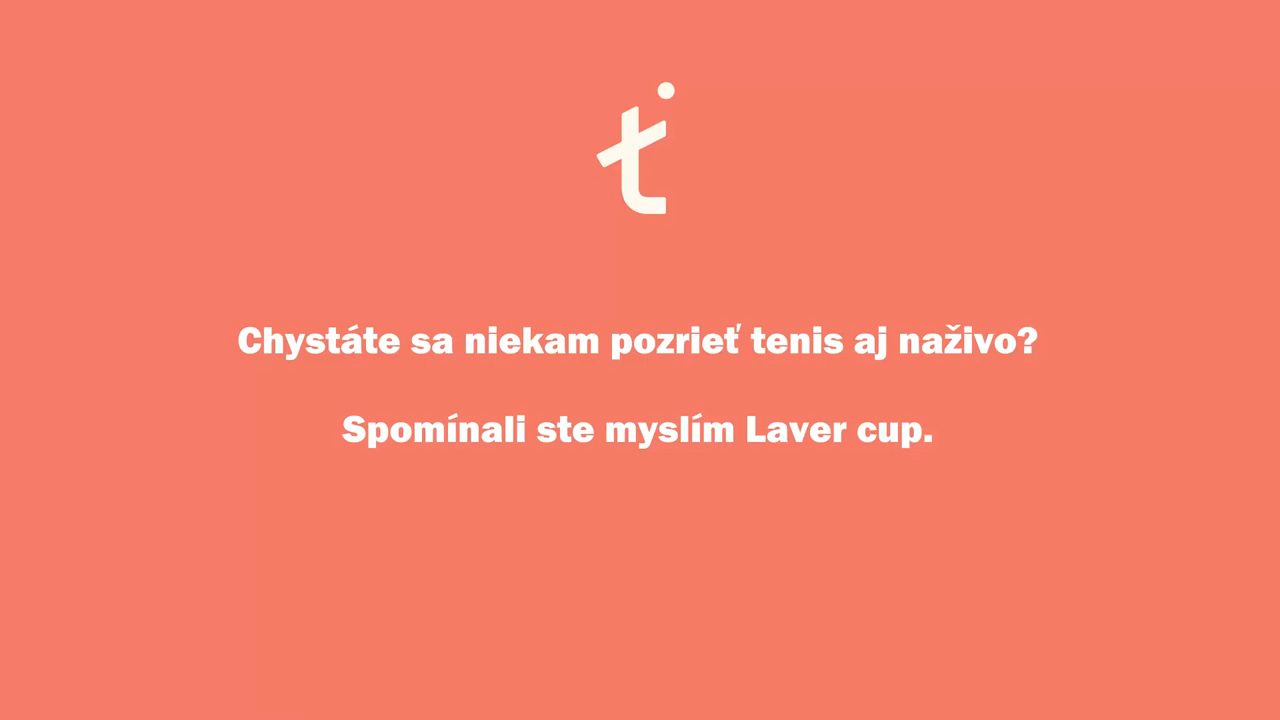 Chystáte sa niekam pozrieť tenis aj naživo?
Spomínali ste myslím Laver cup.